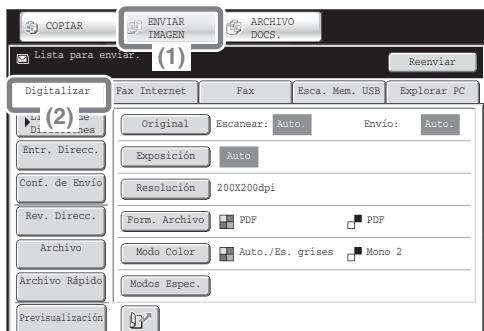 COPIAR
ENVIAR
IMAGEN
ARCHIVO
DOCS.
(1)
Lista para enviar.
Reenviar
Digitalizar
Fax Internet
Fax
Esca. Mem. USB
Explorar PC
(2)
Original Escanear: Auto. Envío: Auto.
Entr. Direcc.
Exposición Auto
Conf. de Envío
Resolución 200X200dpi
Rev. Direcc.
Form. Archivo PDF PDF
Archivo
Modo Color Auto./Es. grises Mono 2
Archivo Rápido
Modos Espec.
Previsualización